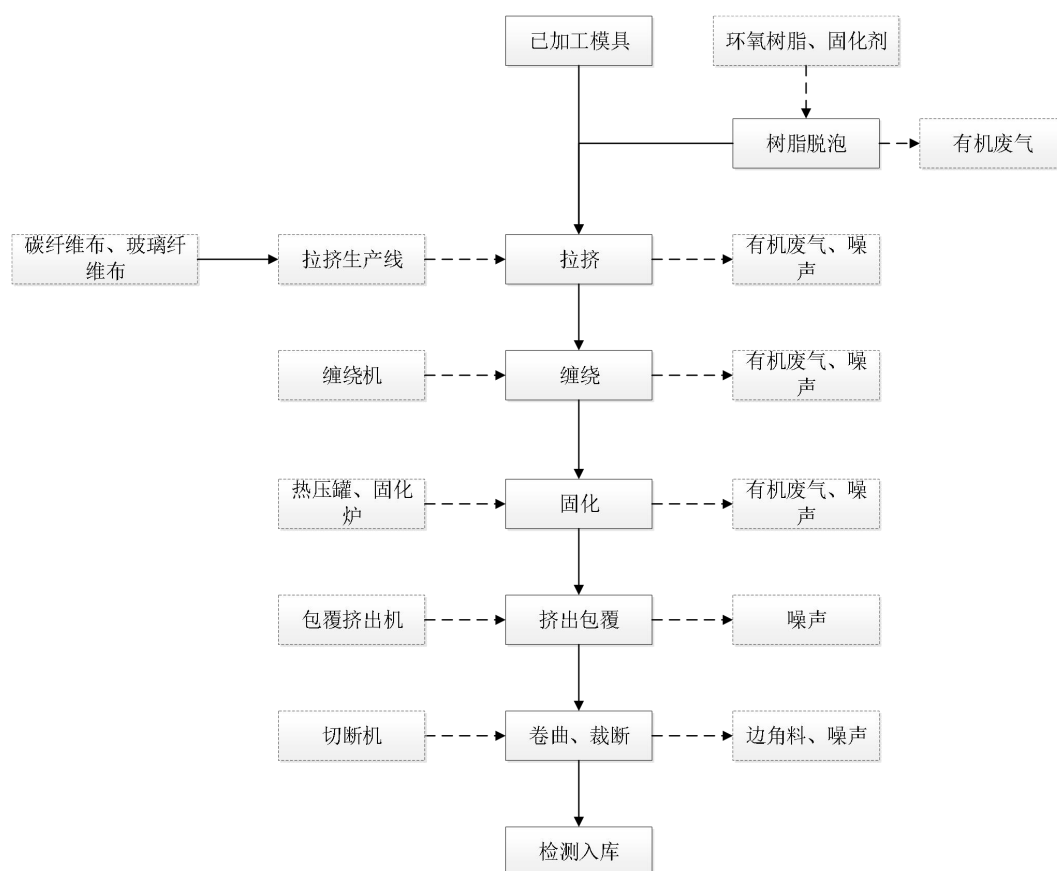 已加工模具
环氧树脂、固化剂
树脂脱泡
有机废气
碳纤维布、玻璃纤
维布
拉挤生产线
拉挤
有机废气、噪
声
缠绕机
缠绕
有机废气、噪
声
热压罐、固化
炉
固化
有机废气、噪
声
包覆挤出机
挤出包覆
噪声
切断机
卷曲、裁断
边角料、噪声
检测入库